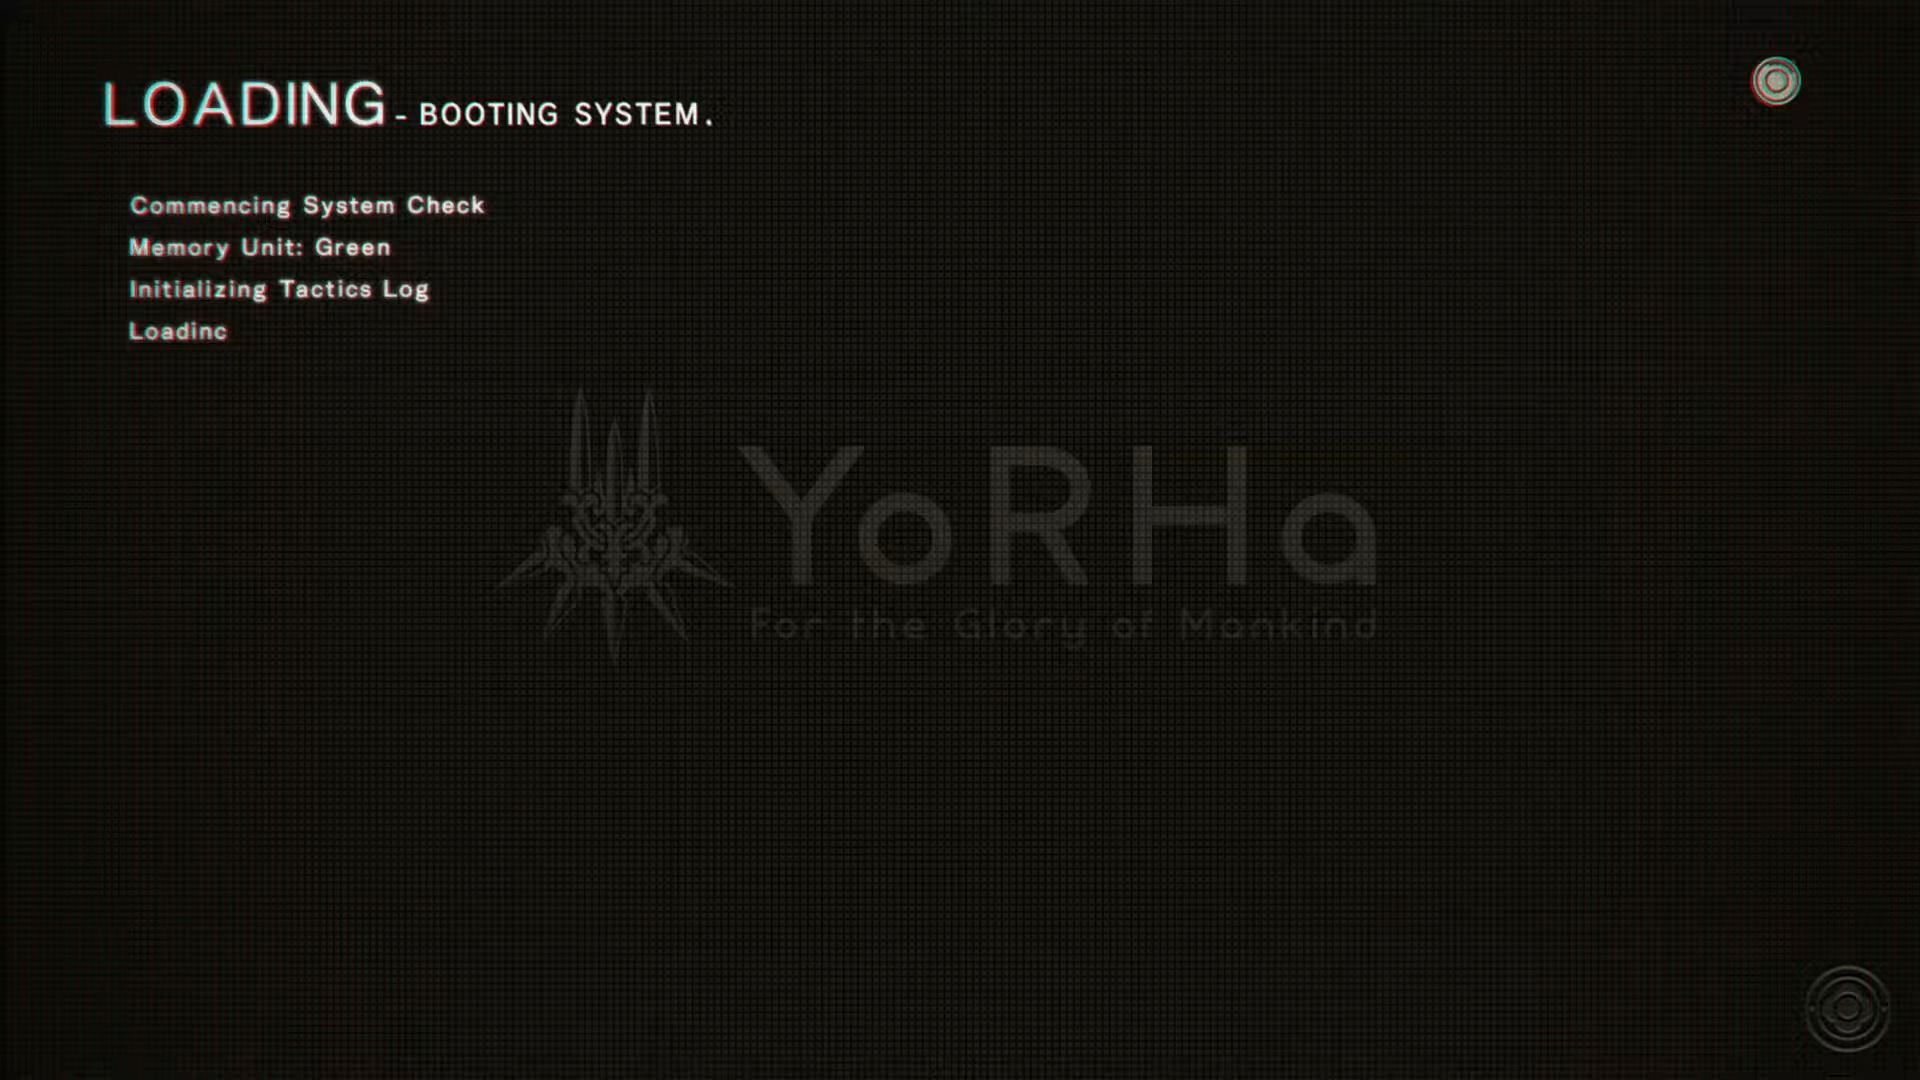 LOADING - BOOTING SYSTEM.
Commencing System Check
Memory Unit: Green
Initializing Tactics Log
Loadinc
YoRHa
For the Glory of Mankind